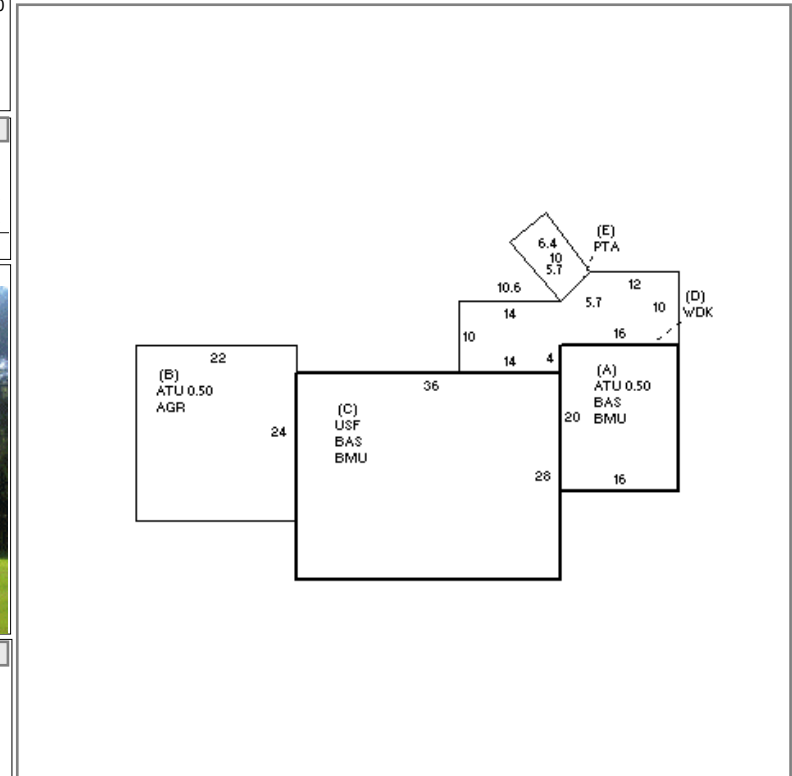 6.4
10
5.7
(E)
PTA
10.6
12
(D)
WDK
14
5.7
10
10
16
14
4
22
(B)
ATU 0.50
AGR
36
(A)
ATU 0.50
BAS
BMU
(C)
USF
BAS
BMU
24
20
28
16